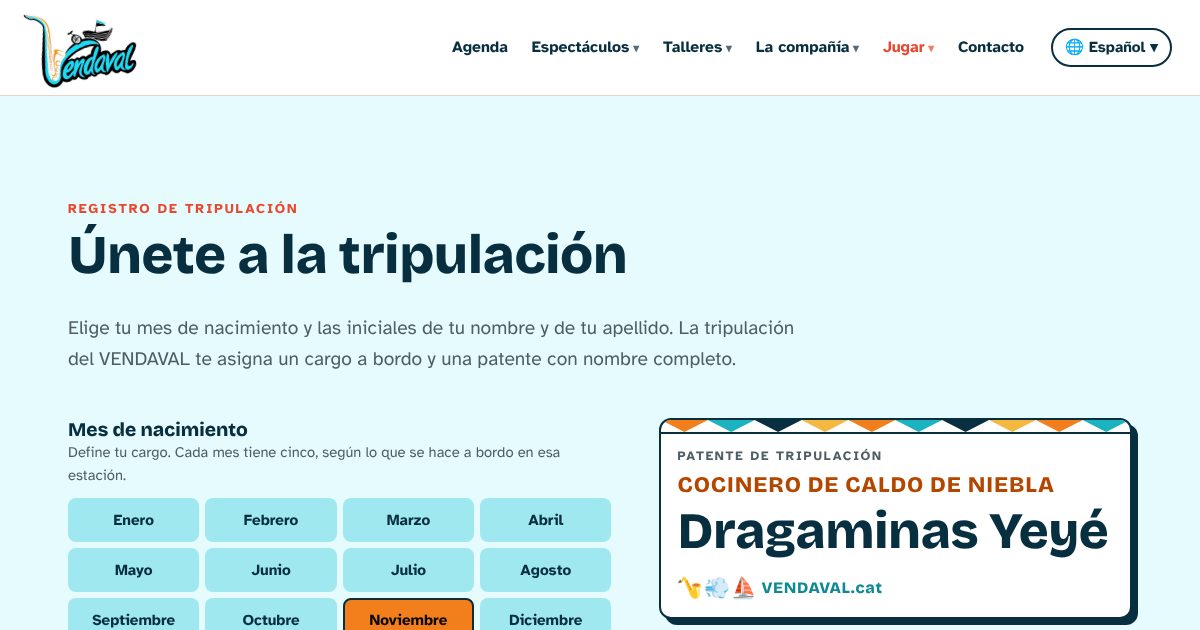 Vendaval
Agenda Espectáculos ▾ Talleres ▾ La compañía ▾ Jugar ▾ Contacto 🌐 Español ▾
REGISTRO DE TRIPULACIÓN
Únete a la tripulación
Elige tu mes de nacimiento y las iniciales de tu nombre y de tu apellido. La tripulación
del VENDAVAL te asigna un cargo a bordo y una patente con nombre completo.
Mes de nacimiento
Define tu cargo. Cada mes tiene cinco, según lo que se hace a bordo en esa
estación.
Enero Febrero Marzo Abril
Mayo Junio Julio Agosto
Septiembre Octubre Noviembre Diciembre
PATENTE DE TRIPULACIÓN
COCINERO DE CALDO DE NIEBLA
Dragaminas Yeyé
🎷💨⛵ VENDAVAL.cat